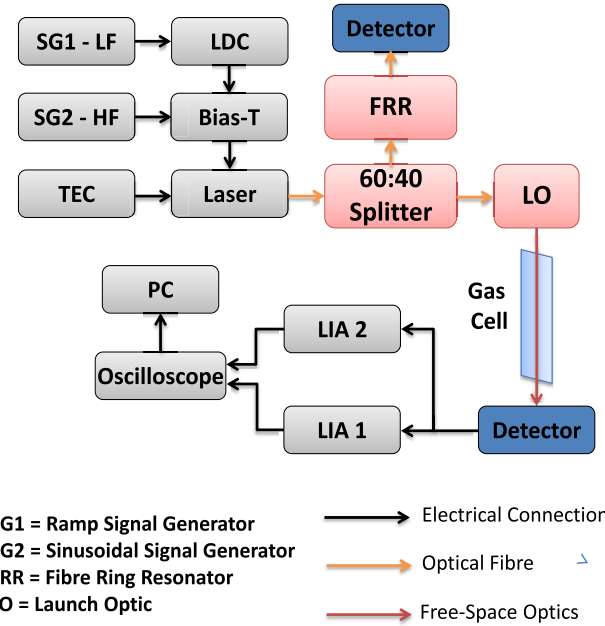 SG1 - LF
LDC
Detector
SG2 - HF
Bias-T
FRR
TEC
Laser
60:40
Splitter
LO
PC
Gas
Cell
LIA 2
Oscilloscope
LIA 1
Detector
G1 = Ramp Signal Generator
G2 = Sinusoidal Signal Generator
RR = Fibre Ring Resonator
O = Launch Optic
Electrical Connection
Optical Fibre
Free-Space Optics